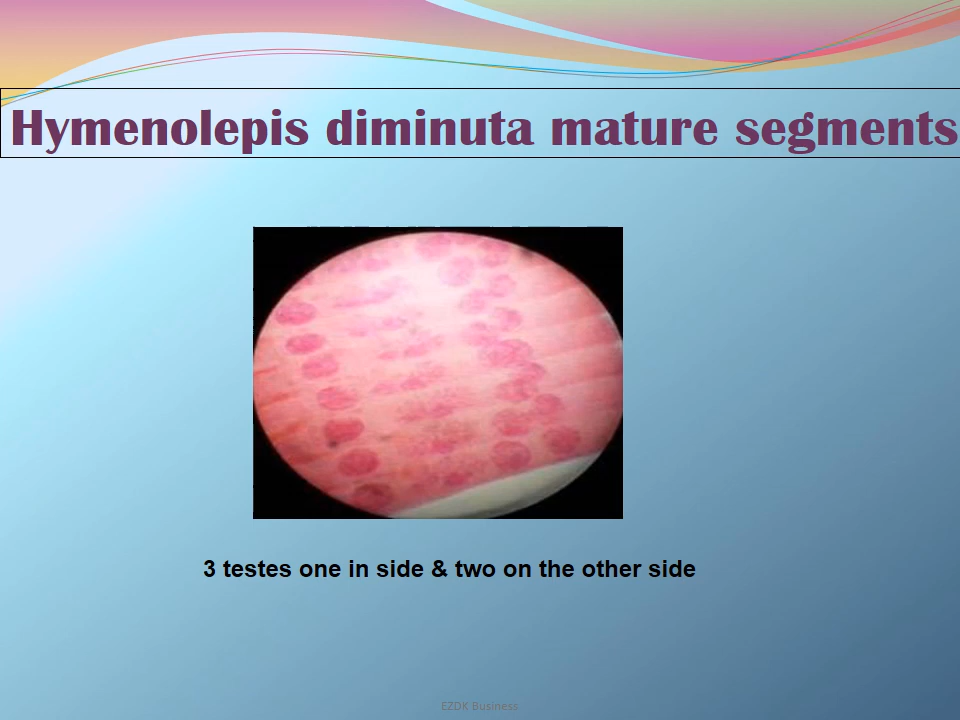 Hymenolepis diminuta mature segments
3 testes one in side & two on the other side
EZDK Business